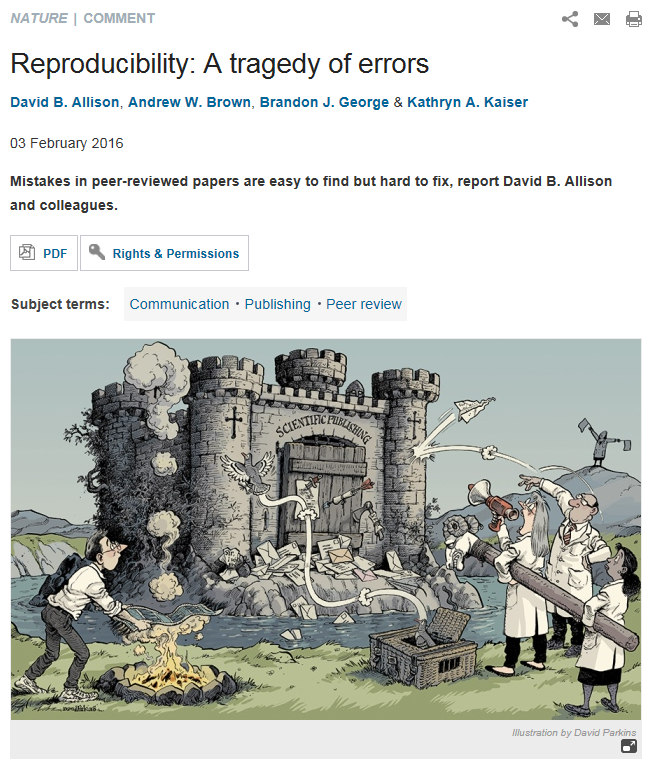 NATURE | COMMENT
Reproducibility: A tragedy of errors
David B. Allison, Andrew W. Brown, Brandon J. George & Kathryn A. Kaiser
03 February 2016
Mistakes in peer-reviewed papers are easy to find but hard to fix, report David B. Allison
and colleagues.
PDF Rights & Permissions
Subject terms: Communication • Publishing • Peer review
SCIENTIFIC PUBLISHING
Illustration by David Parkins